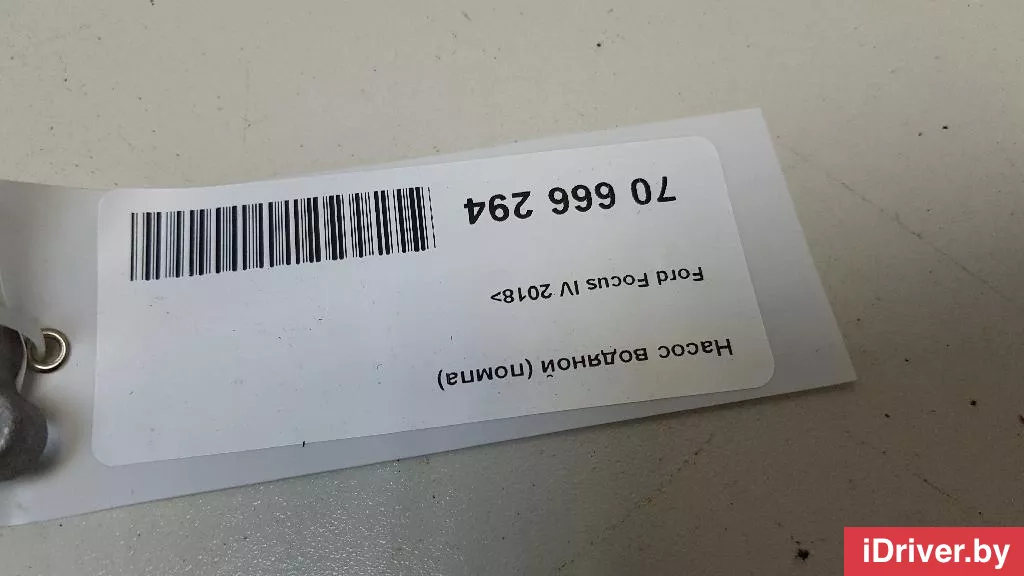 Насос водяной (помпа)
Ford Focus IV 2018>
70 666 294
iDriver.by